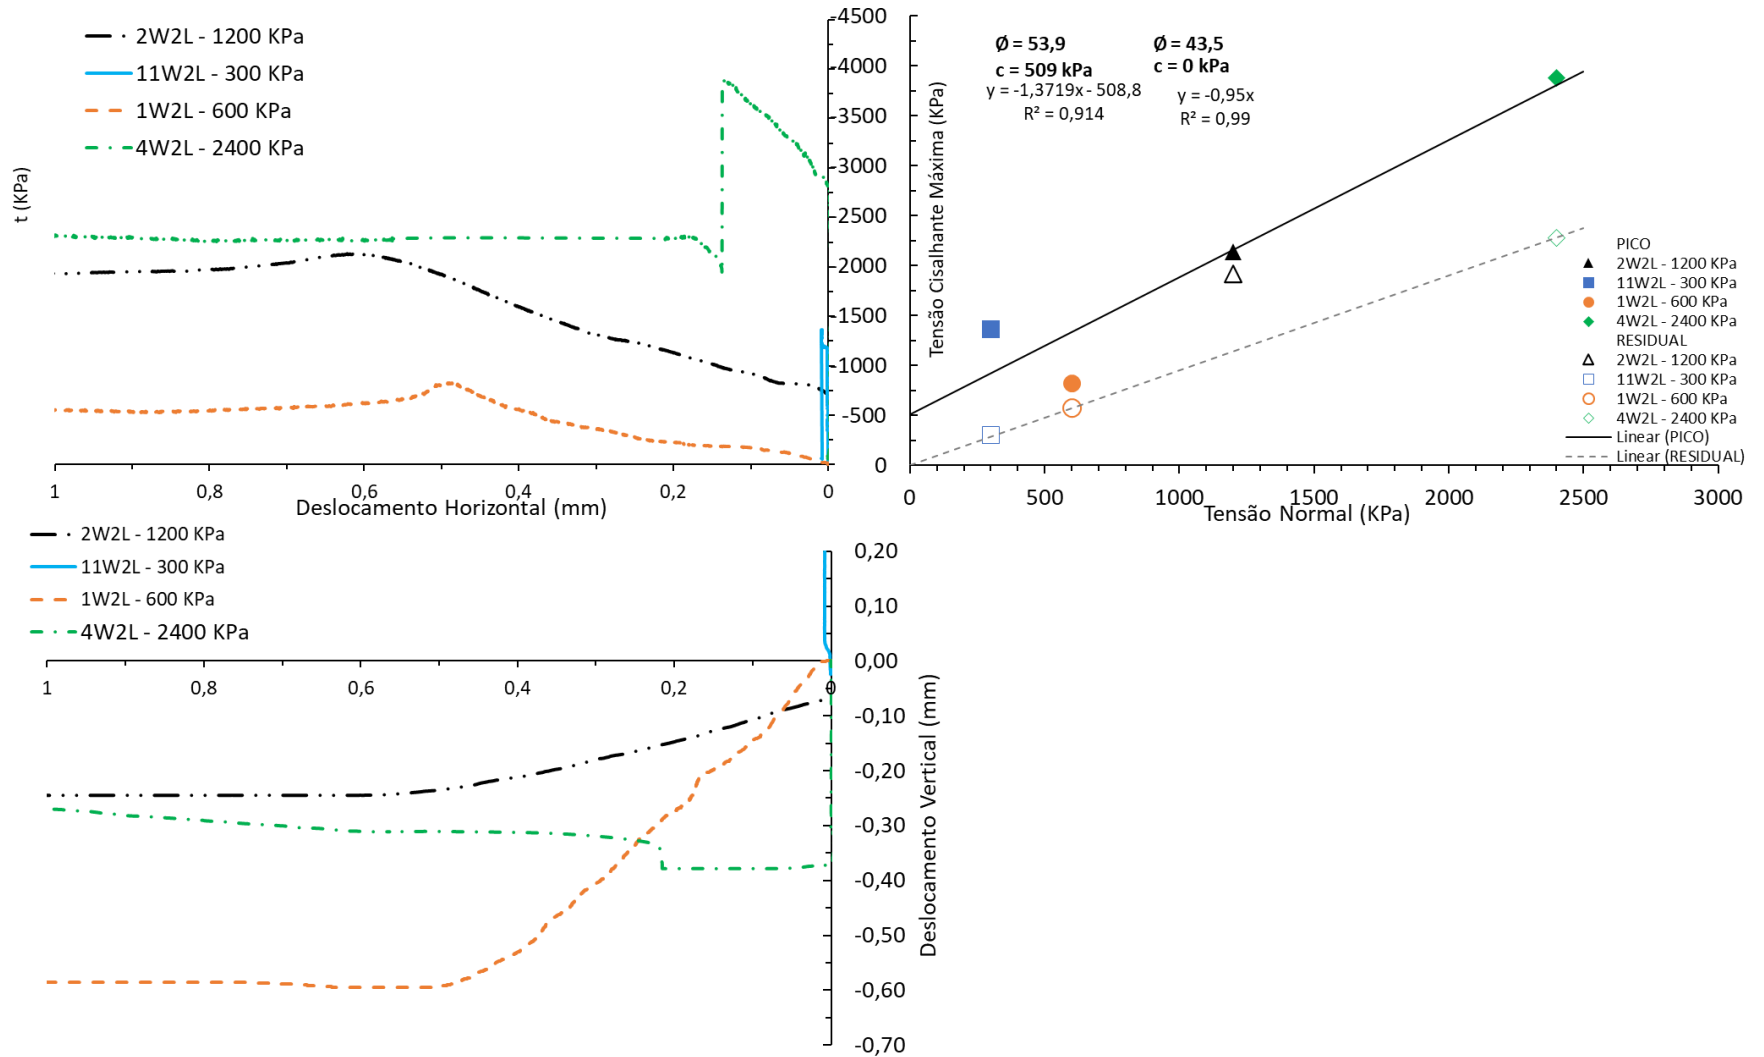 2W2L - 1200 KPa
11W2L - 300 KPa
1W2L - 600 KPa
4W2L - 2400 KPa
t (KPa)
-4500
-4000
-3500
-3000
-2500
-2000
-1500
-1000
-500
0
1
0,8
0,6
0,4
0,2
0
Deslocamento Horizontal (mm)
Ø = 53,9
c = 509 kPa
y = -1,3719x - 508,8
R² = 0,914
Ø = 43,5
c = 0 kPa
y = -0,95x
R² = 0,99
Tensão Cisalhante Máxima (KPa)
PICO
2W2L - 1200 KPa
11W2L - 300 KPa
1W2L - 600 KPa
4W2L - 2400 KPa
RESIDUAL
2W2L - 1200 KPa
11W2L - 300 KPa
1W2L - 600 KPa
4W2L - 2400 KPa
Linear (PICO)
Linear (RESIDUAL)
0
500
1000
1500
2000
2500
3000
Tensão Normal (KPa)
2W2L - 1200 KPa
11W2L - 300 KPa
1W2L - 600 KPa
4W2L - 2400 KPa
0,20
0,10
0,00
-0,10
-0,20
-0,30
-0,40
-0,50
-0,60
-0,70
1
0,8
0,6
0,4
0,2
0
Deslocamento Vertical (mm)